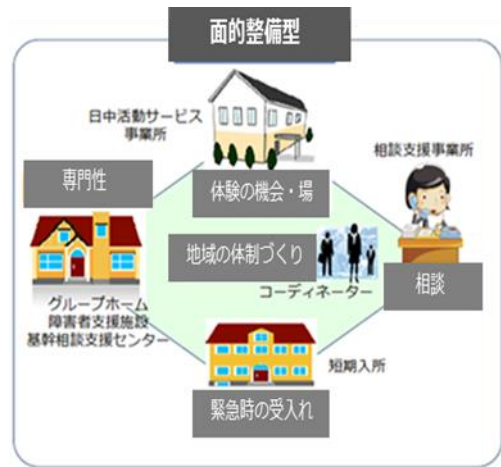 面的整備型
日中活動サービス
事業所
相談支援事業所
専門性
体験の機会・場
地域の体制づくり
コーディネーター
相談
グループホーム
障害者支援施設
基幹相談支援センター
短期入所
緊急時の受入れ